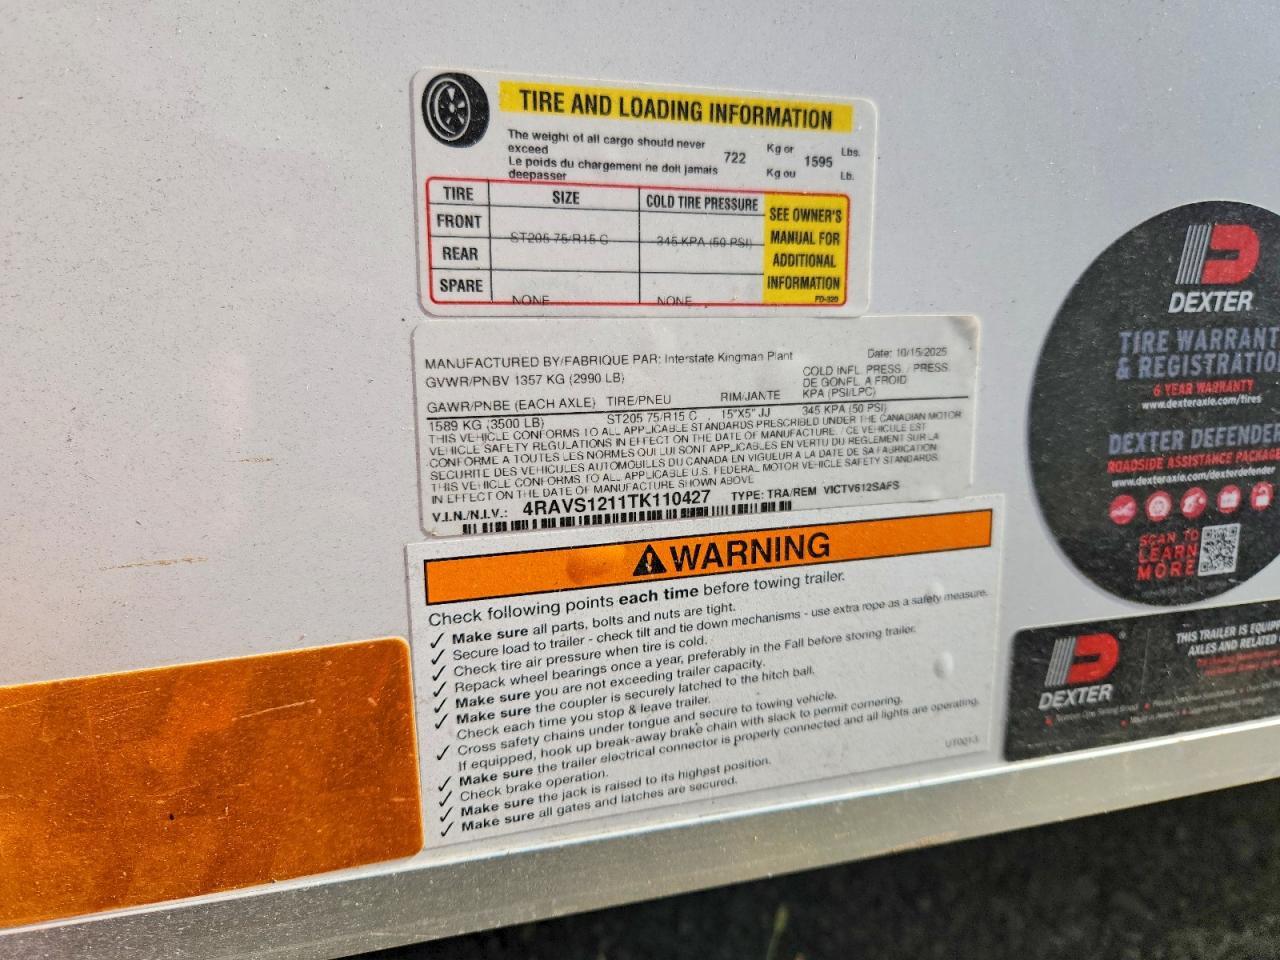 TIRE AND LOADING INFORMATION
The weight of all cargo should never
exceed
Le poids du chargement ne doit jamais
deepasser
722
Kg or
Kg ou
1595
Lbs.
Lb.
TIRE SIZE COLD TIRE PRESSURE
FRONT
ST205 75/R15 C 345 KPA (50 PSI)
REAR
SPARE
NONE NONE
SEE OWNER'S
MANUAL FOR
ADDITIONAL
INFORMATION
PD-320
MANUFACTURED BY/FABRIQUE PAR: Interstate Kingman Plant Date: 10/15/2025
GVWR/PNBV 1357 KG (2990 LB)
COLD INFL. PRESS. / PRESS.
DE GONFL A FROID
KPA (PSI/LPC)
GAWR/PNBE (EACH AXLE) TIRE/PNEU RIM/JANTE
1589 KG (3500 LB) ST205 75/R15 C 15"X5" JJ 345 KPA (50 PSI)
THIS VEHICLE CONFORMS TO ALL APPLICABLE STANDARDS PRESCRIBED UNDER THE CANADIAN MOTOR
VEHICLE SAFETY REGULATIONS IN EFFECT ON THE DATE OF MANUFACTURE. / CE VEHICULE EST
CONFORME A TOUTES LES NORMES QUI LUI SONT APPLICABLES EN VERTU DU REGLEMENT SUR LA
SECURITE DES VEHICULES AUTOMOBILES DU CANADA EN VIGUEUR A LA DATE DE SA FABRICATION.
THIS VEHICLE CONFORMS TO ALL APPLICABLE U.S. FEDERAL MOTOR VEHICLE SAFETY STANDARDS
IN EFFECT ON THE DATE OF MANUFACTURE SHOWN ABOVE
V.I.N./N.I.V.: 4RAVS1211TK110427 TYPE: TRA/REM VICTV612SAFS
WARNING
Check following points each time before towing trailer.
✓ Make sure all parts, bolts and nuts are tight.
✓ Secure load to trailer - check tilt and tie down mechanisms - use extra rope as a safety measure.
✓ Check tire air pressure when tire is cold.
✓ Repack wheel bearings once a year, preferably in the Fall before storing trailer.
✓ Make sure you are not exceeding trailer capacity.
✓ Make sure the coupler is securely latched to the hitch ball.
Check each time you stop & leave trailer.
✓ Cross safety chains under tongue and secure to towing vehicle.
If equipped, hook up break-away brake chain with slack to permit cornering.
✓ Make sure the trailer electrical connector is properly connected and all lights are operating.
✓ Check brake operation.
✓ Make sure the jack is raised to its highest position.
✓ Make sure all gates and latches are secured.
DEXTER
TIRE WARRANT
& REGISTRATIO
6 YEAR WARRANTY
www.dexteraxle.com/tires
DEXTER DEFENDE
ROADSIDE ASSISTANCE PACKAGE
www.dexteraxle.com/dexterdefender
SCAN TO
LEARN
MORE
DEXTER
THIS TRAILER IS EQUIP
AXLES AND RELATED